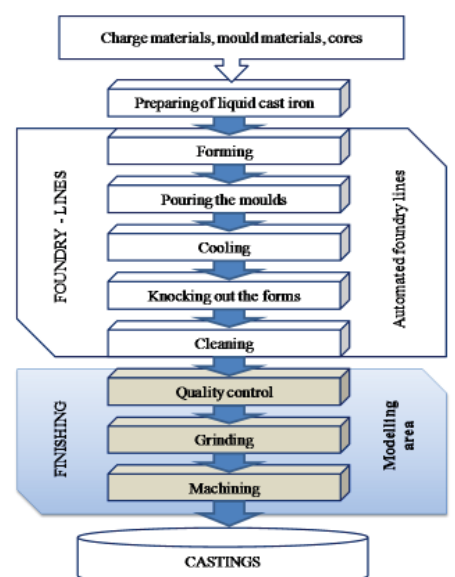 Charge materials, mould materials, cores
Preparing of liquid cast iron
Forming
Pouring the moulds
Cooling
Knocking out the forms
Cleaning
FOUNDRY - LINES
Automated foundry lines
Quality control
Grinding
Machining
FINISHING
Modelling
area
CASTINGS